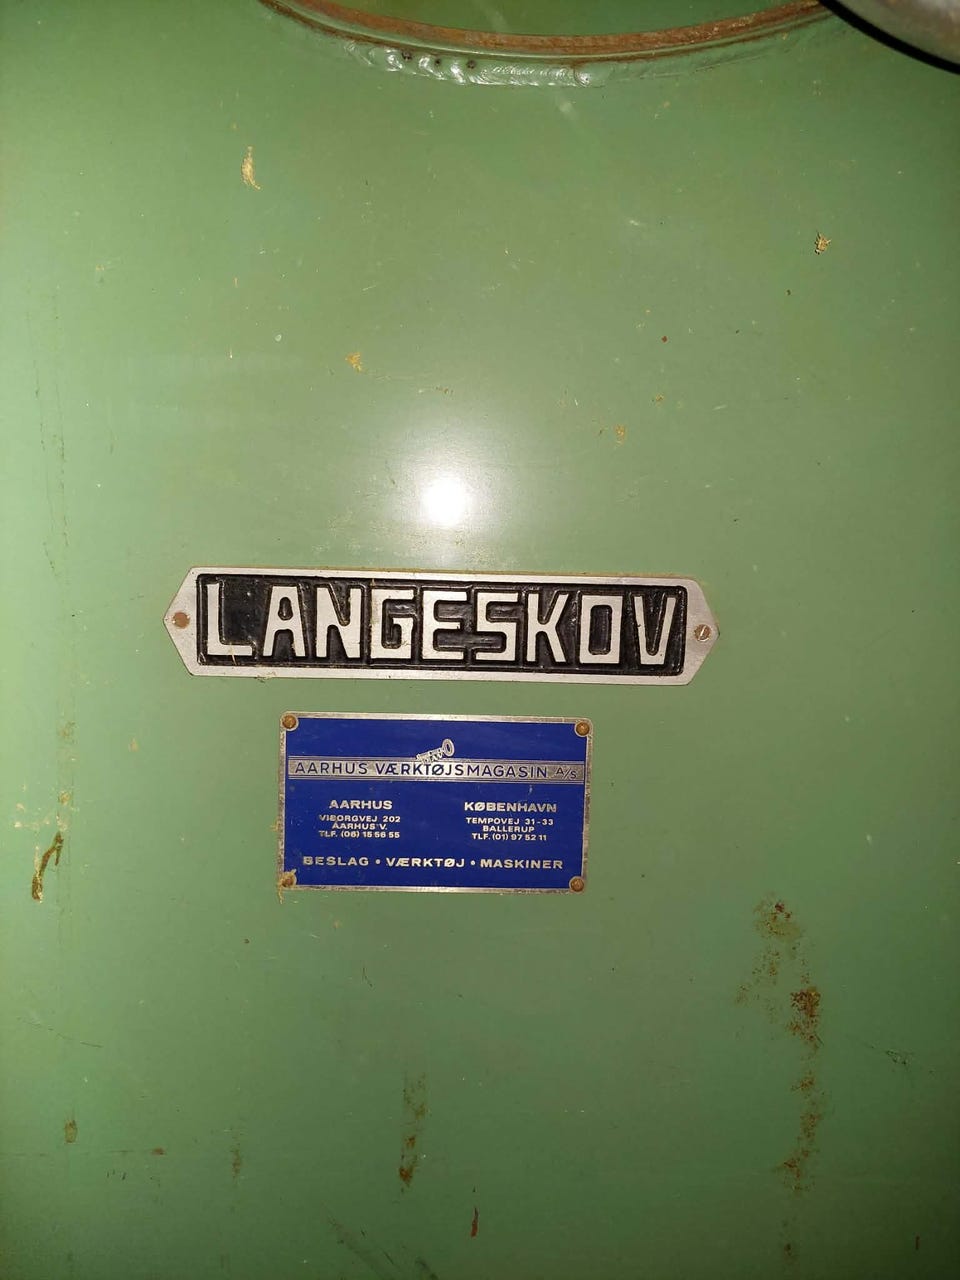 LANGESKOV
AARHUS VÆRKTØJSMAGASIN A/S
AARHUS
VIBORGVEJ 202
AARHUS V.
TLF. (06) 15 56 55
KØBENHAVN
TEMPOVEJ 31-33
BALLERUP
TLF. (01) 97 52 11
BESLAG • VÆRKTØJ • MASKINER